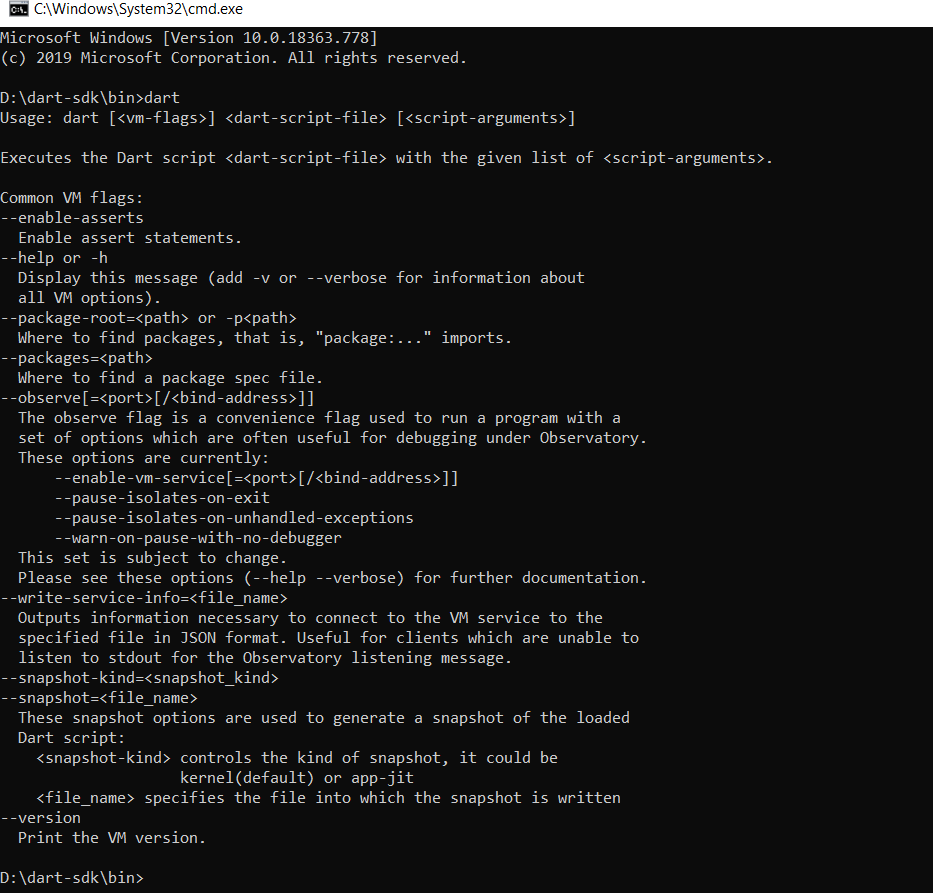 C:\Windows\System32\cmd.exe
Microsoft Windows [Version 10.0.18363.778]
(c) 2019 Microsoft Corporation. All rights reserved.

D:\dart-sdk\bin>dart
Usage: dart [<vm-flags>] <dart-script-file> [<script-arguments>]

Executes the Dart script <dart-script-file> with the given list of <script-arguments>.

Common VM flags:
--enable-asserts
  Enable assert statements.
--help or -h
  Display this message (add -v or --verbose for information about
  all VM options).
--package-root=<path> or -p<path>
  Where to find packages, that is, "package:..." imports.
--packages=<path>
  Where to find a package spec file.
--observe[=<port>[/<bind-address>]]
  The observe flag is a convenience flag used to run a program with a
  set of options which are often useful for debugging under Observatory.
  These options are currently:
      --enable-vm-service[=<port>[/<bind-address>]]
      --pause-isolates-on-exit
      --pause-isolates-on-unhandled-exceptions
      --warn-on-pause-with-no-debugger
  This set is subject to change.
  Please see these options (--help --verbose) for further documentation.
--write-service-info=<file_name>
  Outputs information necessary to connect to the VM service to the
  specified file in JSON format. Useful for clients which are unable to
  listen to stdout for the Observatory listening message.
--snapshot-kind=<snapshot_kind>
--snapshot=<file_name>
  These snapshot options are used to generate a snapshot of the loaded
  Dart script:
    <snapshot-kind> controls the kind of snapshot, it could be
                    kernel(default) or app-jit
    <file_name> specifies the file into which the snapshot is written
--version
  Print the VM version.

D:\dart-sdk\bin>